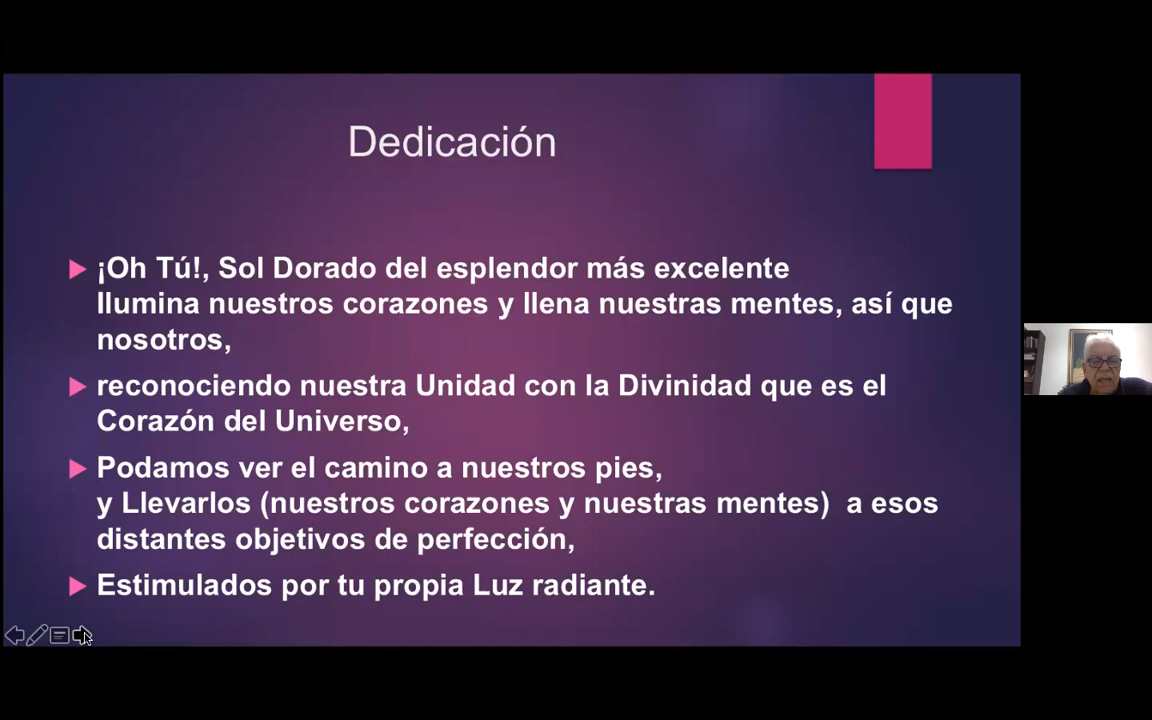 Dedicación
¡Oh Tú!, Sol Dorado del esplendor más excelente
Ilumina nuestros corazones y llena nuestras mentes, así que
nosotros,
reconociendo nuestra Unidad con la Divinidad que es el
Corazón del Universo,
Podamos ver el camino a nuestros pies,
y Llevarlos (nuestros corazones y nuestras mentes)  a esos
distantes objetivos de perfección,
Estimulados por tu propia Luz radiante.